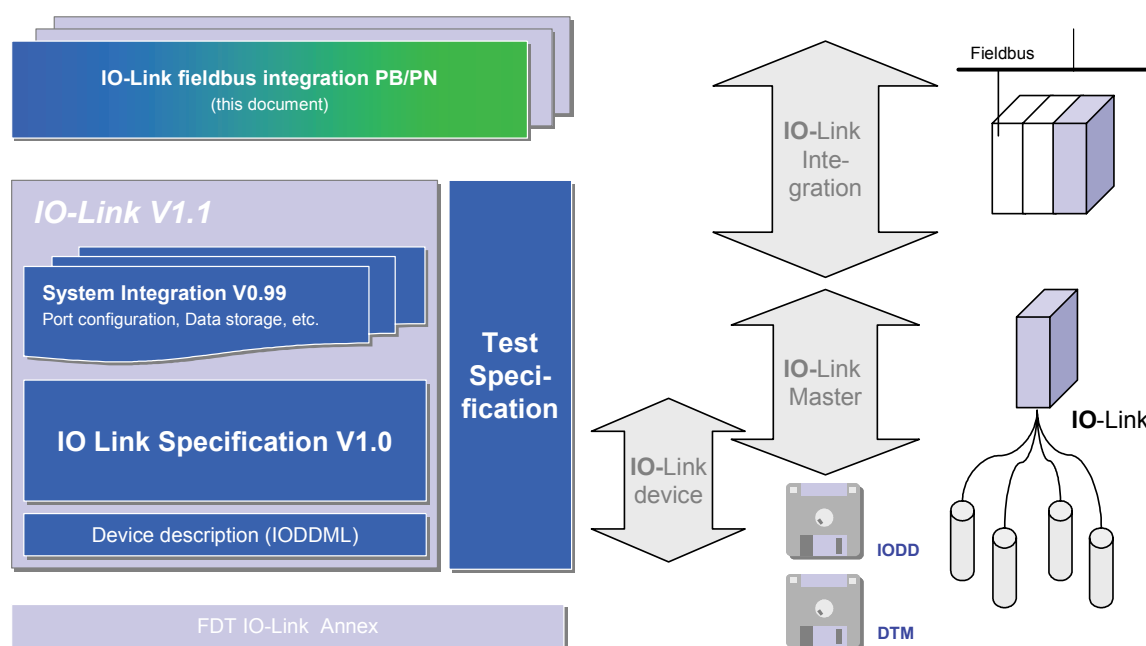 IO-Link fieldbus integration PB/PN
(this document)
IO-Link V1.1
System Integration V0.99
Port configuration, Data storage, etc.
IO Link Specification V1.0
Device description (IODDML)
Test
Speci-
fication
FDT IO-Link Annex
IO-Link
Inte-
gration
IO-Link
Master
IO-Link
device
IODD
DTM
Fieldbus
IO-Link